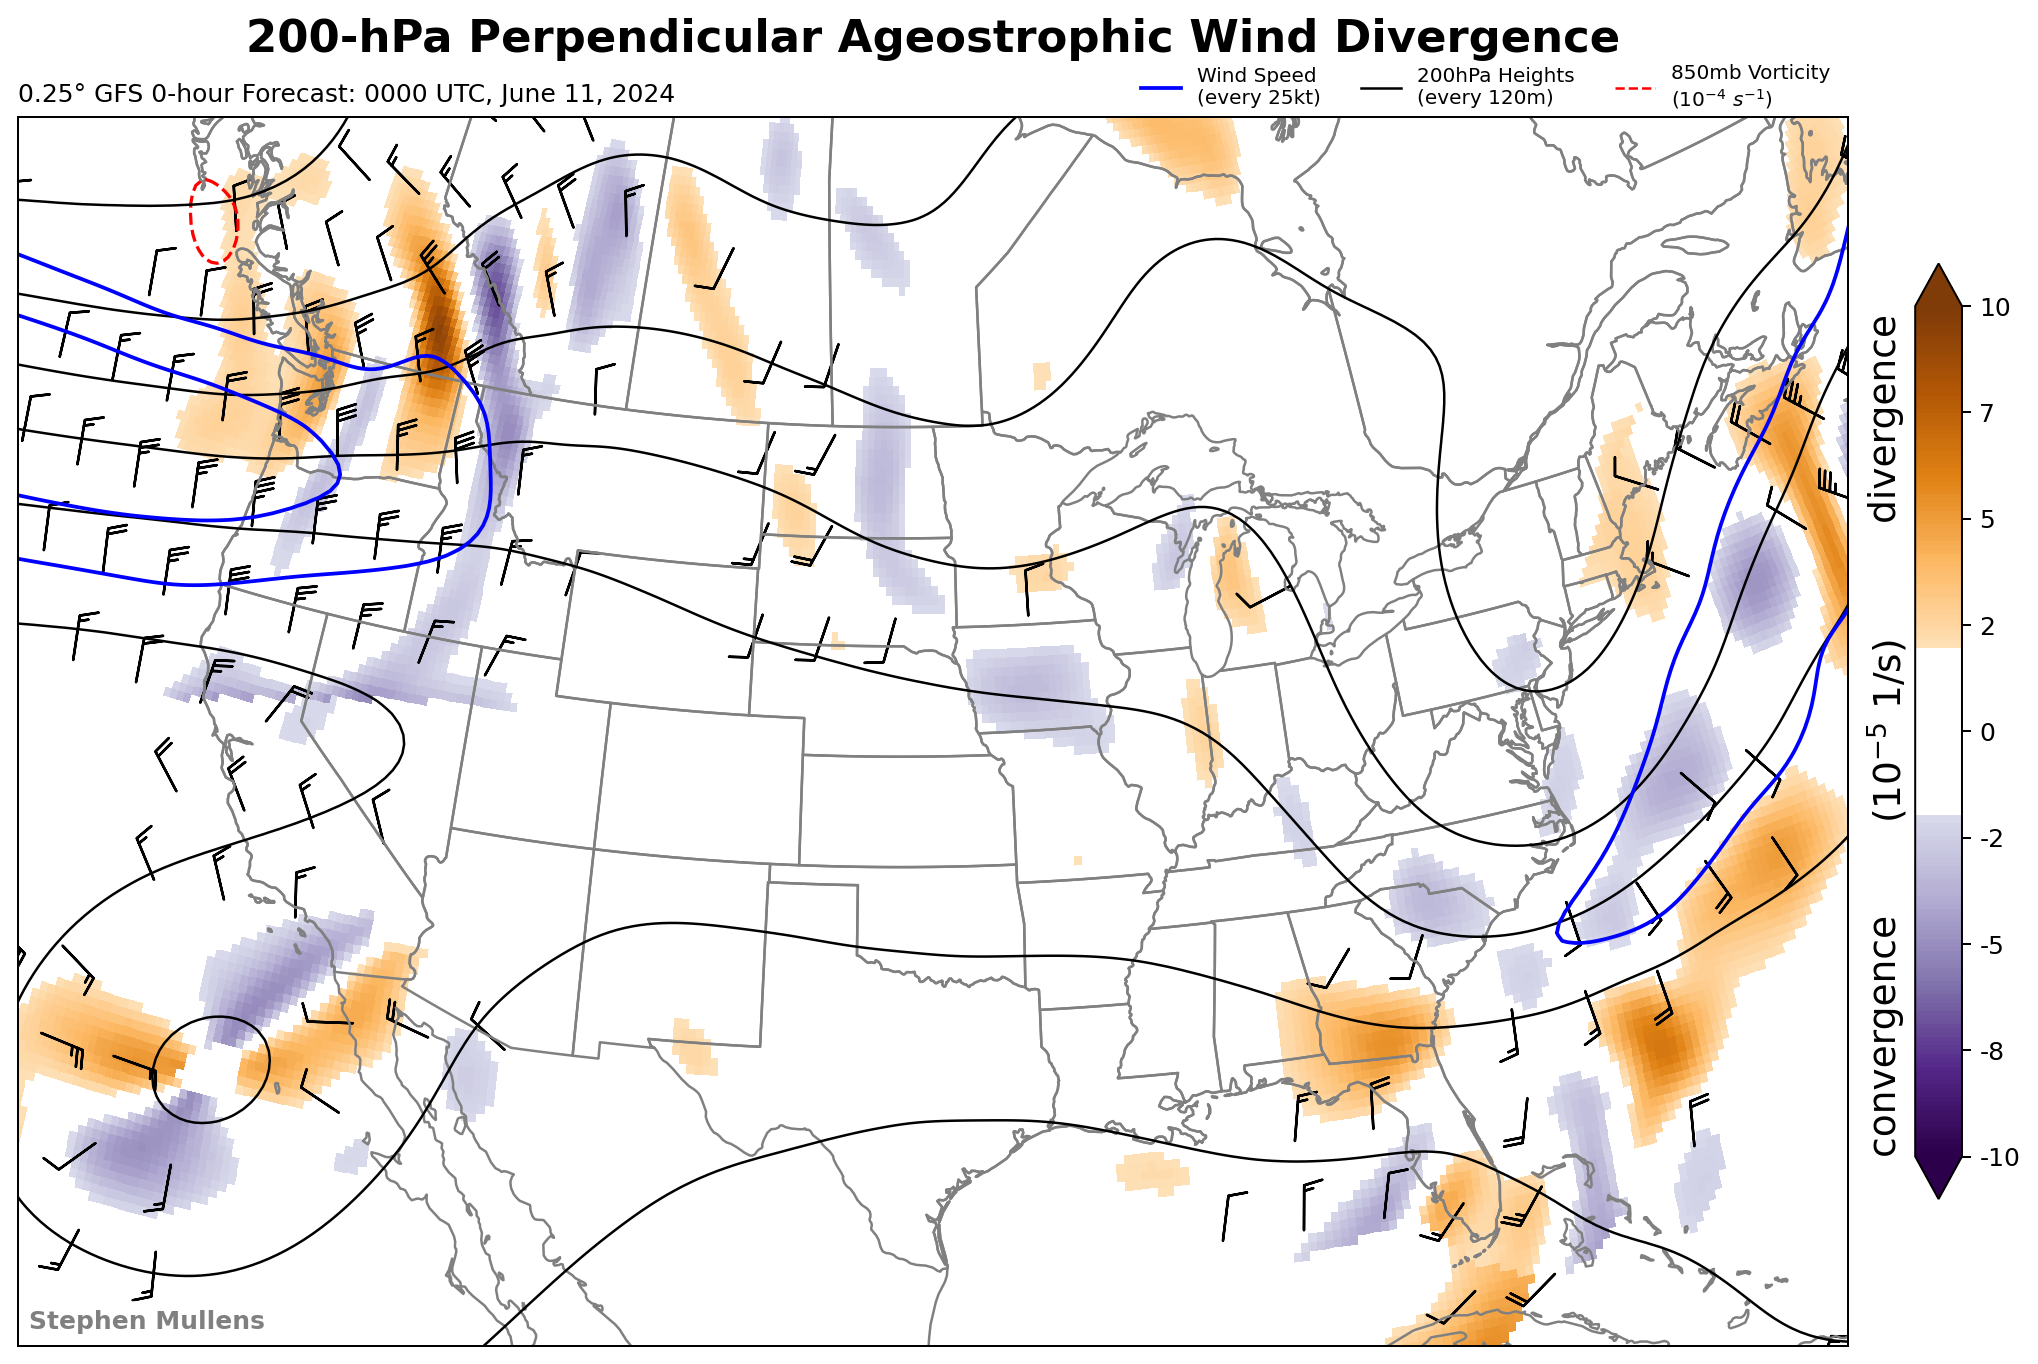 200-hPa Perpendicular Ageostrophic Wind Divergence
0.25° GFS 0-hour Forecast: 0000 UTC, June 11, 2024
Wind Speed
(every 25kt)
200hPa Heights
(every 120m)
850mb Vorticity
(10⁻⁴ s⁻¹)
10
7
5
2
0
-2
-5
-8
-10
convergence (10⁻⁵ 1/s) divergence
Stephen Mullens